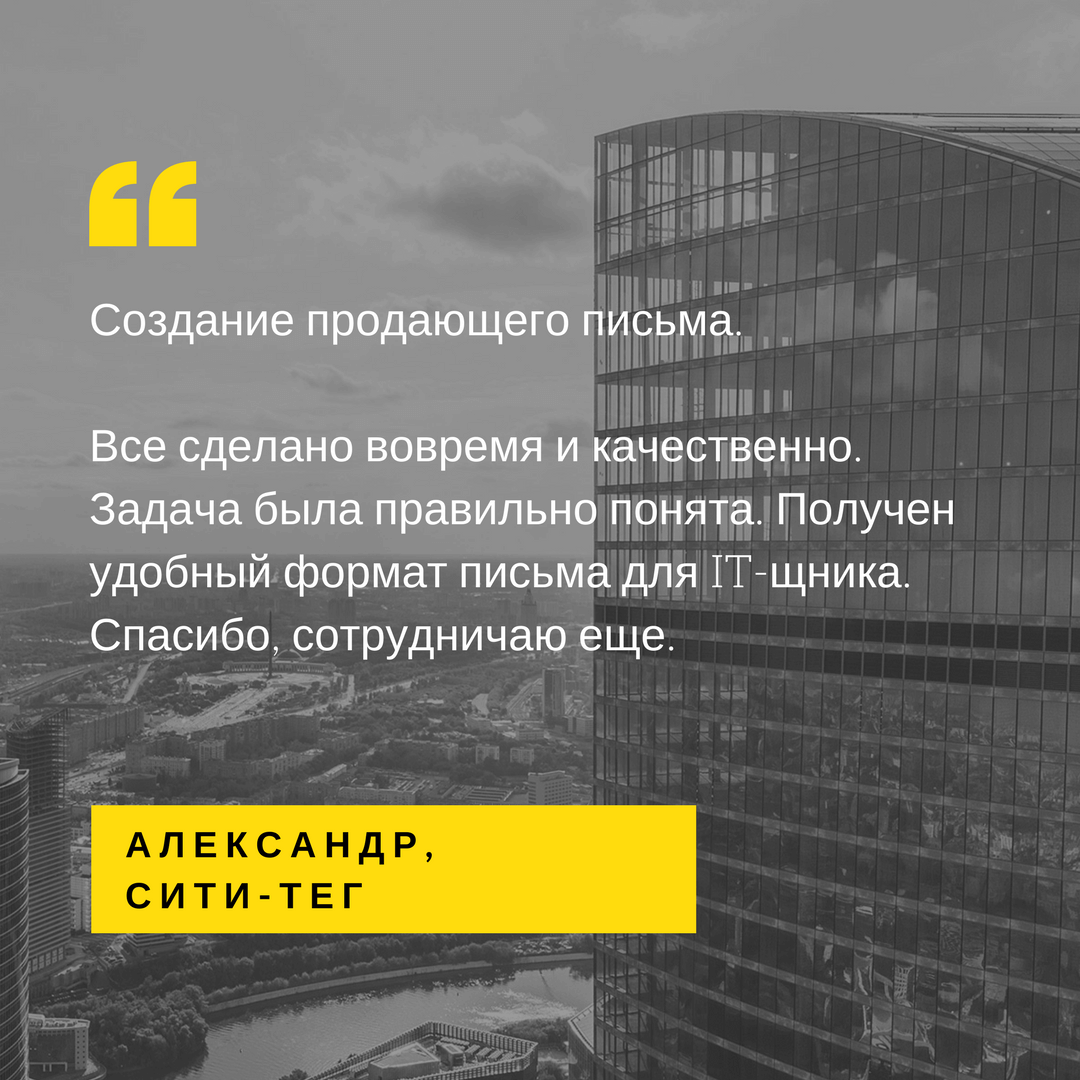 Создание продающего письма.
Все сделано вовремя и качественно.
Задача была правильно понята. Получен
удобный формат письма для IT-щника.
Спасибо, сотрудничаю еще.
АЛЕКСАНДР,
СИТИ-ТЕГ